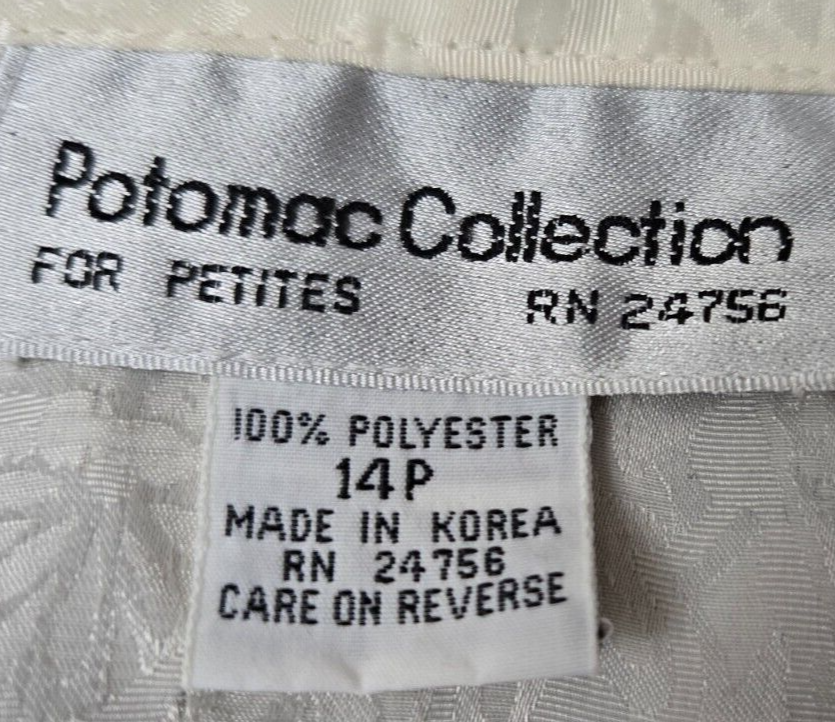 Potomac Collection
FOR PETITES RN 24756
100% POLYESTER
14P
MADE IN KOREA
RN 24756
CARE ON REVERSE